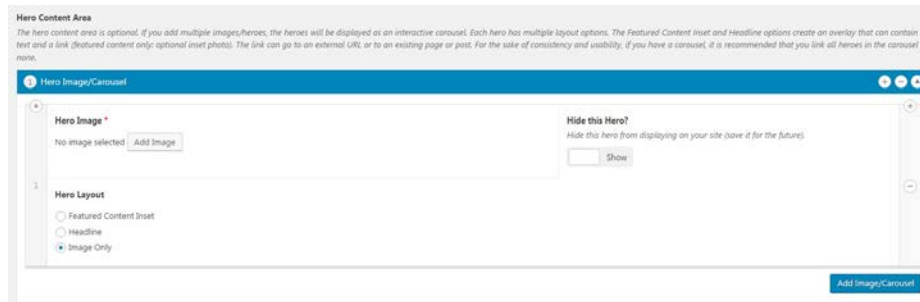 Hero Content Area
The hero content area is optional. If you add multiple images/heroes, the heroes will be displayed as an interactive carousel. Each hero has multiple layout options. The Featured Content Inset and Headline options create an overlay that can contain
text and a link (featured content only: optional inset photo). The link can go to an external URL or to an existing page or post. For the sake of consistency and usability, if you have a carousel, it is recommended that you link all heroes in the carousel
none.
1 Hero Image/Carousel
Hero Image *
Hide this Hero?
Hide this hero from displaying on your site (save it for the future).
No image selected Add Image
Show
1
Hero Layout
Featured Content Inset
Headline
Image Only
Add Image/Carousel